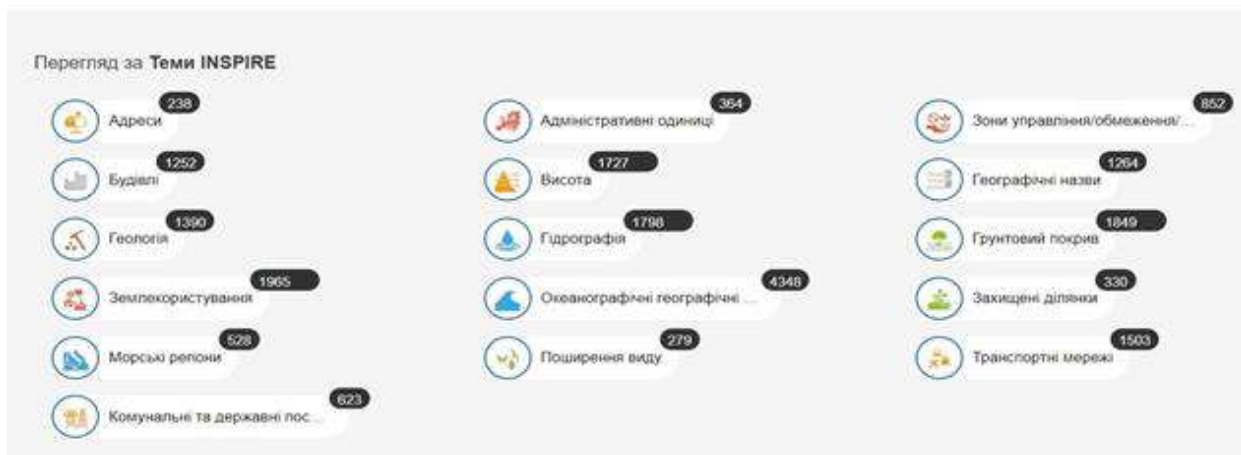 Перегляд за Теми INSPIRE
238
Адреси
364
Адміністративні одиниці
852
Зони управління/обмеження/...
1252
Будівлі
1727
Висота
1264
Географічні назви
1390
Геологія
1798
Гідрографія
1849
Грунтовий покрив
1965
Землекористування
4348
Океанографічні географічні ...
330
Захищені ділянки
528
Морські регіони
279
Поширення виду
1503
Транспортні мережі
623
Комунальні та державні пос...